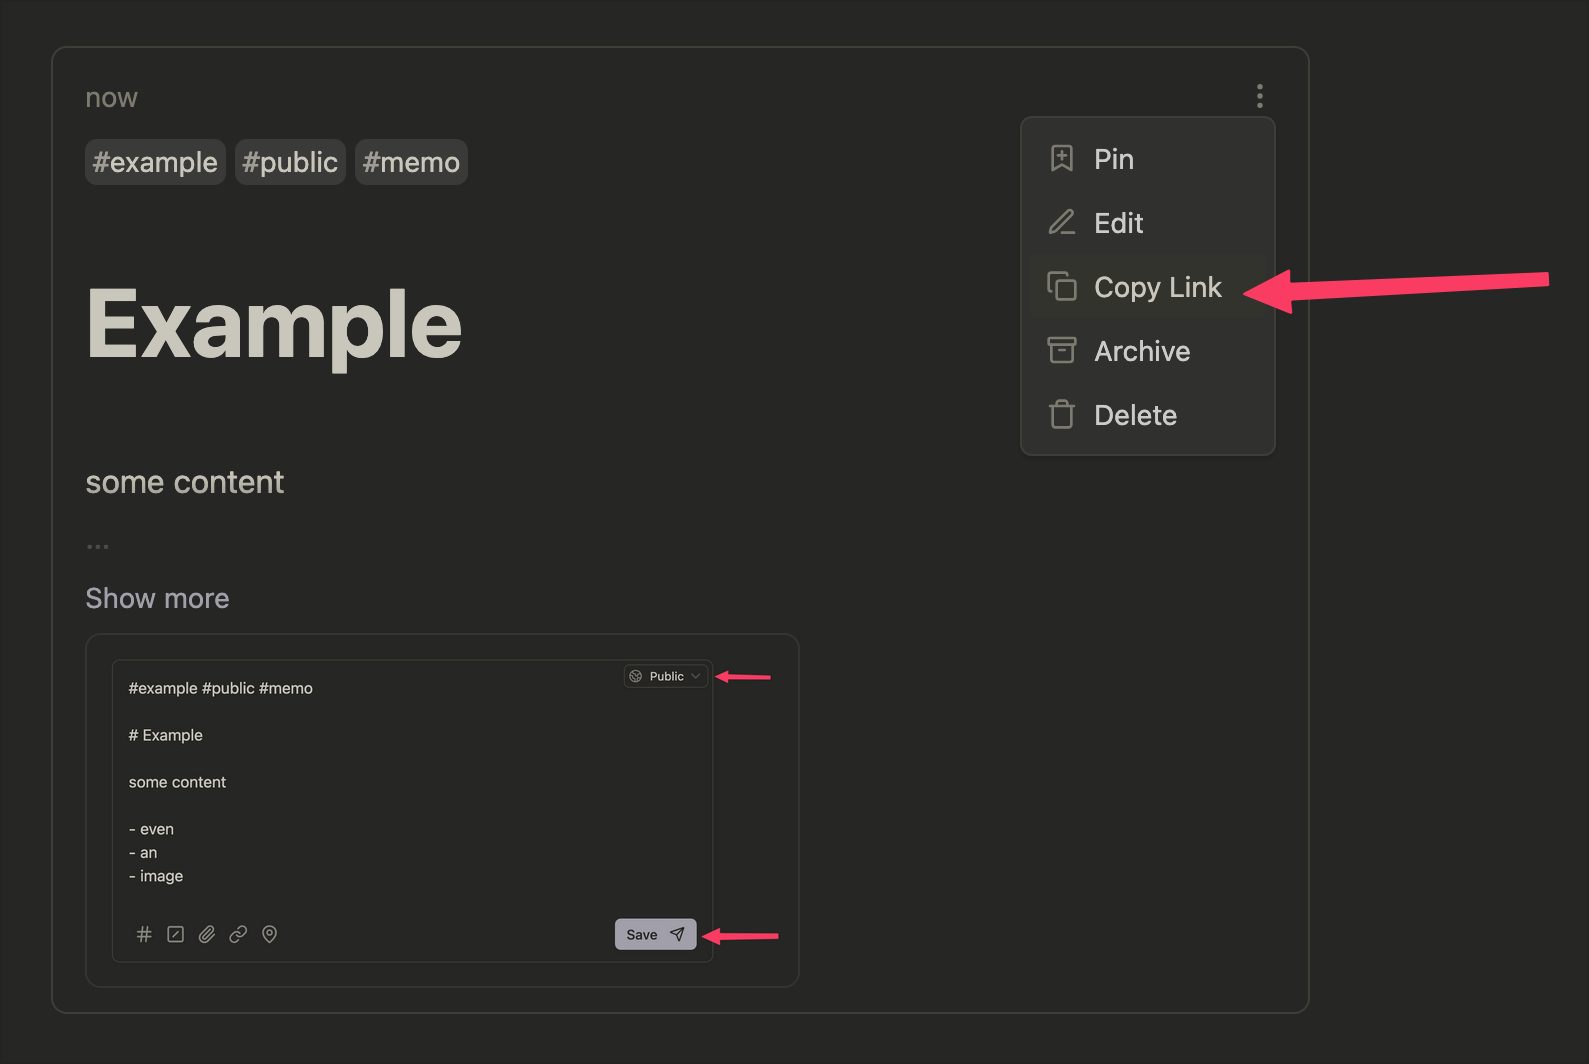 now
#example #public #memo
Pin
Edit
Copy Link
Archive
Delete
Example
some content
...
Show more
Public
#example #public #memo
# Example
some content
- even
- an
- image
Save